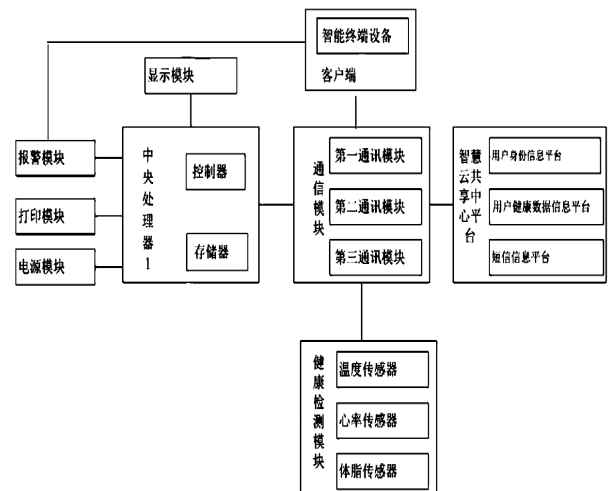 智能终端设备
客户端
显示模块
报警模块
打印模块
电源模块
中央处理器1
控制器
存储器
通信模块
第一通讯模块
第二通讯模块
第三通讯模块
智慧云共享中心平台
用户身份信息平台
用户健康数据信息平台
短信信息平台
健康检测模块
温度传感器
心率传感器
体脂传感器